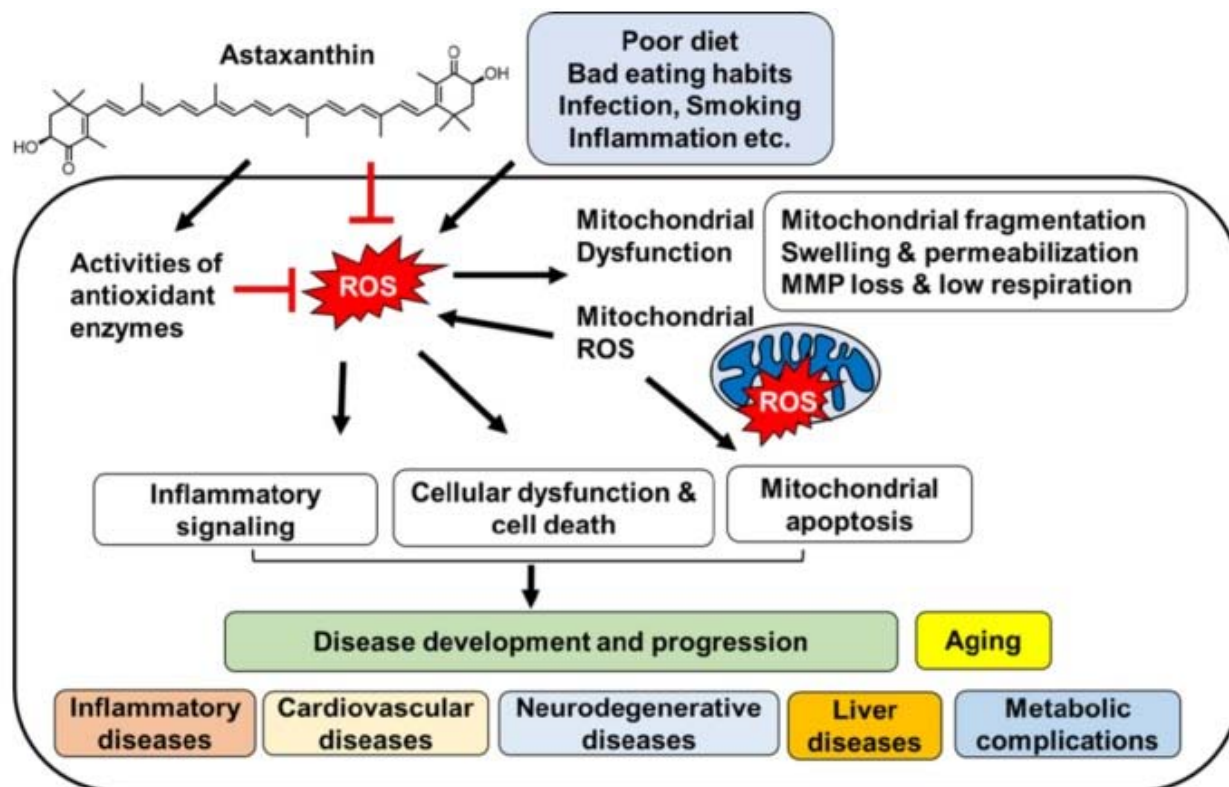 Astaxanthin
O
OH
HO
O
Poor diet
Bad eating habits
Infection, Smoking
Inflammation etc.
Activities of
antioxidant
enzymes
ROS
Mitochondrial
Dysfunction
Mitochondrial fragmentation
Swelling & permeabilization
MMP loss & low respiration
Mitochondrial
ROS
ROS
Inflammatory
signaling
Cellular dysfunction &
cell death
Mitochondrial
apoptosis
Disease development and progression
Aging
Inflammatory
diseases
Cardiovascular
diseases
Neurodegenerative
diseases
Liver
diseases
Metabolic
complications